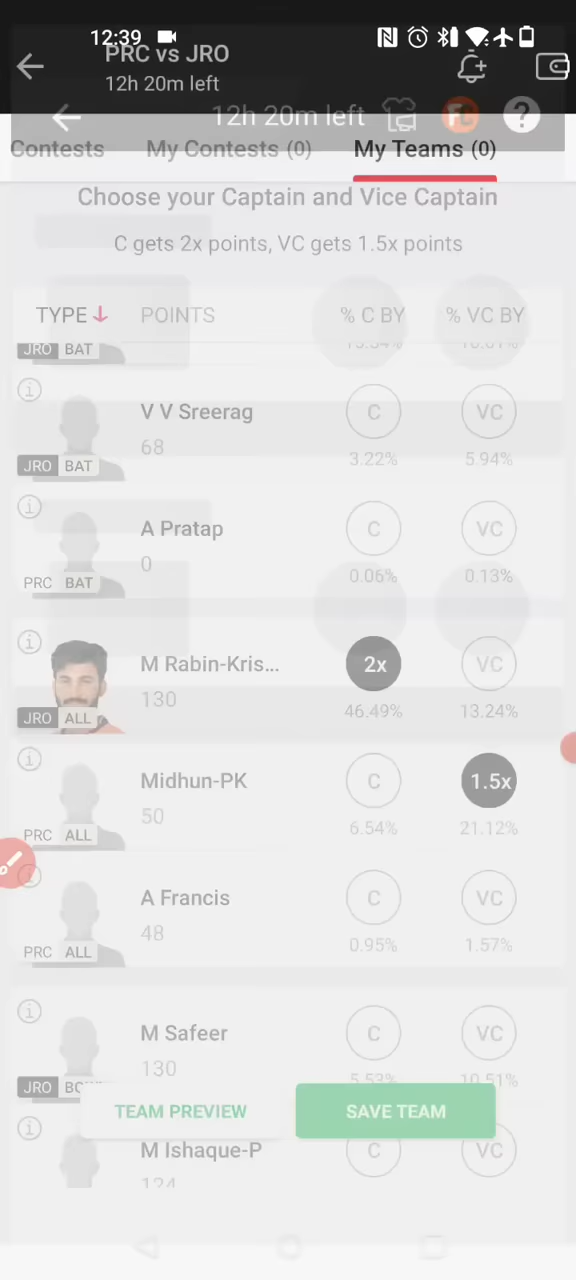 12:39
PRC vs JRO
12h 20m left
12h 20m left
FC
?
Contests
My Contests (0)
My Teams (0)
Choose your Captain and Vice Captain
C gets 2x points, VC gets 1.5x points
TYPE↓ POINTS % C BY % VC BY
JRO BAT
V V Sreerag C VC
68
JRO BAT 3.22% 5.94%
A Pratap C VC
0
PRC BAT 0.06% 0.13%
M Rabin-Kris... 2x VC
130
JRO ALL 46.49% 13.24%
Midhun-PK C 1.5x
50
PRC ALL 6.54% 21.12%
A Francis C VC
48
PRC ALL 0.95% 1.57%
M Safeer C VC
130
JRO 5.53% 10.51%
TEAM PREVIEW SAVE TEAM
M Ishaque-P C VC